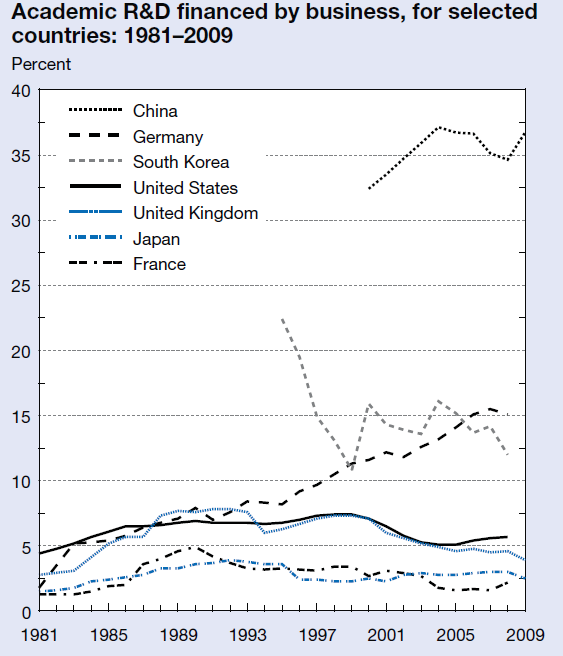 Academic R&D financed by business, for selected
countries: 1981–2009
Percent
40
35
30
25
20
15
10
5
0
China
Germany
South Korea
United States
United Kingdom
Japan
France
1981 1985 1989 1993 1997 2001 2005 2009